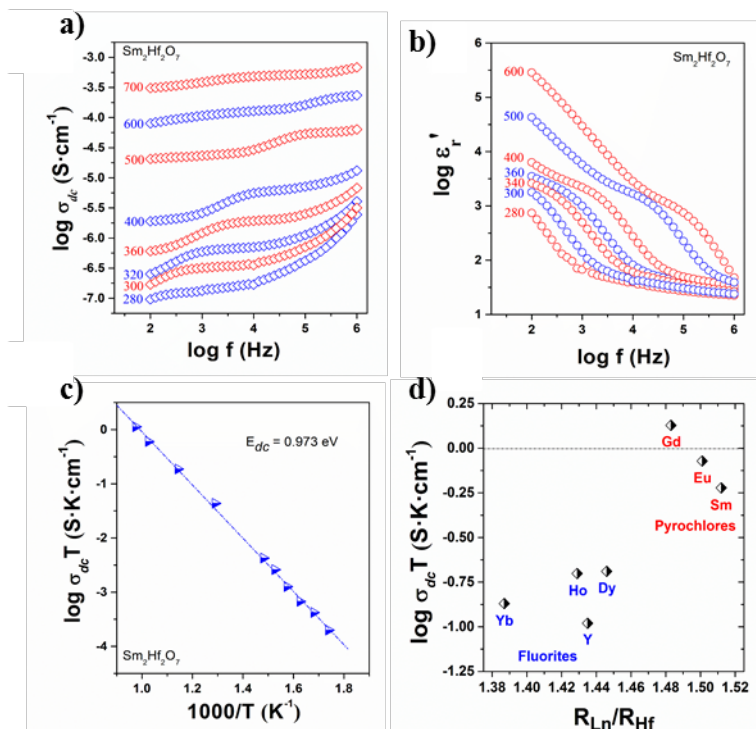 a)
Sm₂Hf₂O₇
-3.0
-3.5
-4.0
-4.5
-5.0
-5.5
-6.0
-6.5
-7.0
700
600
500
400
360
320
300
280
2 3 4 5 6
log f (Hz)
log σdc (S·cm⁻¹)
b)
Sm₂Hf₂O₇
6
5
4
3
2
1
600
500
400
360
340
300
280
2 3 4 5 6
log f (Hz)
log εr'
c)
Edc = 0.973 eV
0
-1
-2
-3
-4
Sm₂Hf₂O₇
1.0 1.2 1.4 1.6 1.8
1000/T (K⁻¹)
log σdcT (S·K·cm⁻¹)
d)
0.25
0.00
-0.25
-0.50
-0.75
-1.00
-1.25
Gd
Eu
Sm
Pyrochlores
Ho
Dy
Yb
Y
Fluorites
1.38 1.40 1.42 1.44 1.46 1.48 1.50 1.52
RLn/RHf
log σdcT (S·K·cm⁻¹)